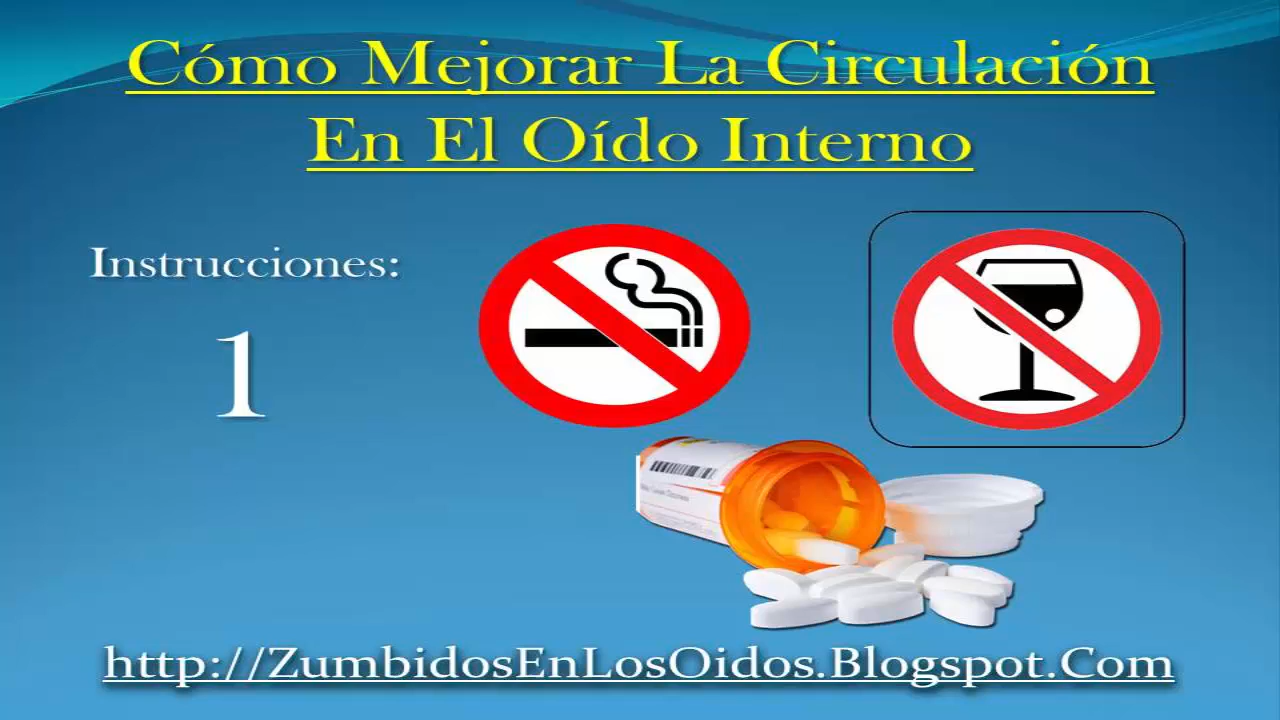 Cómo Mejorar La Circulación
En El Oído Interno
Instrucciones:
1
http://ZumbidosEnLosOidos.Blogspot.Com